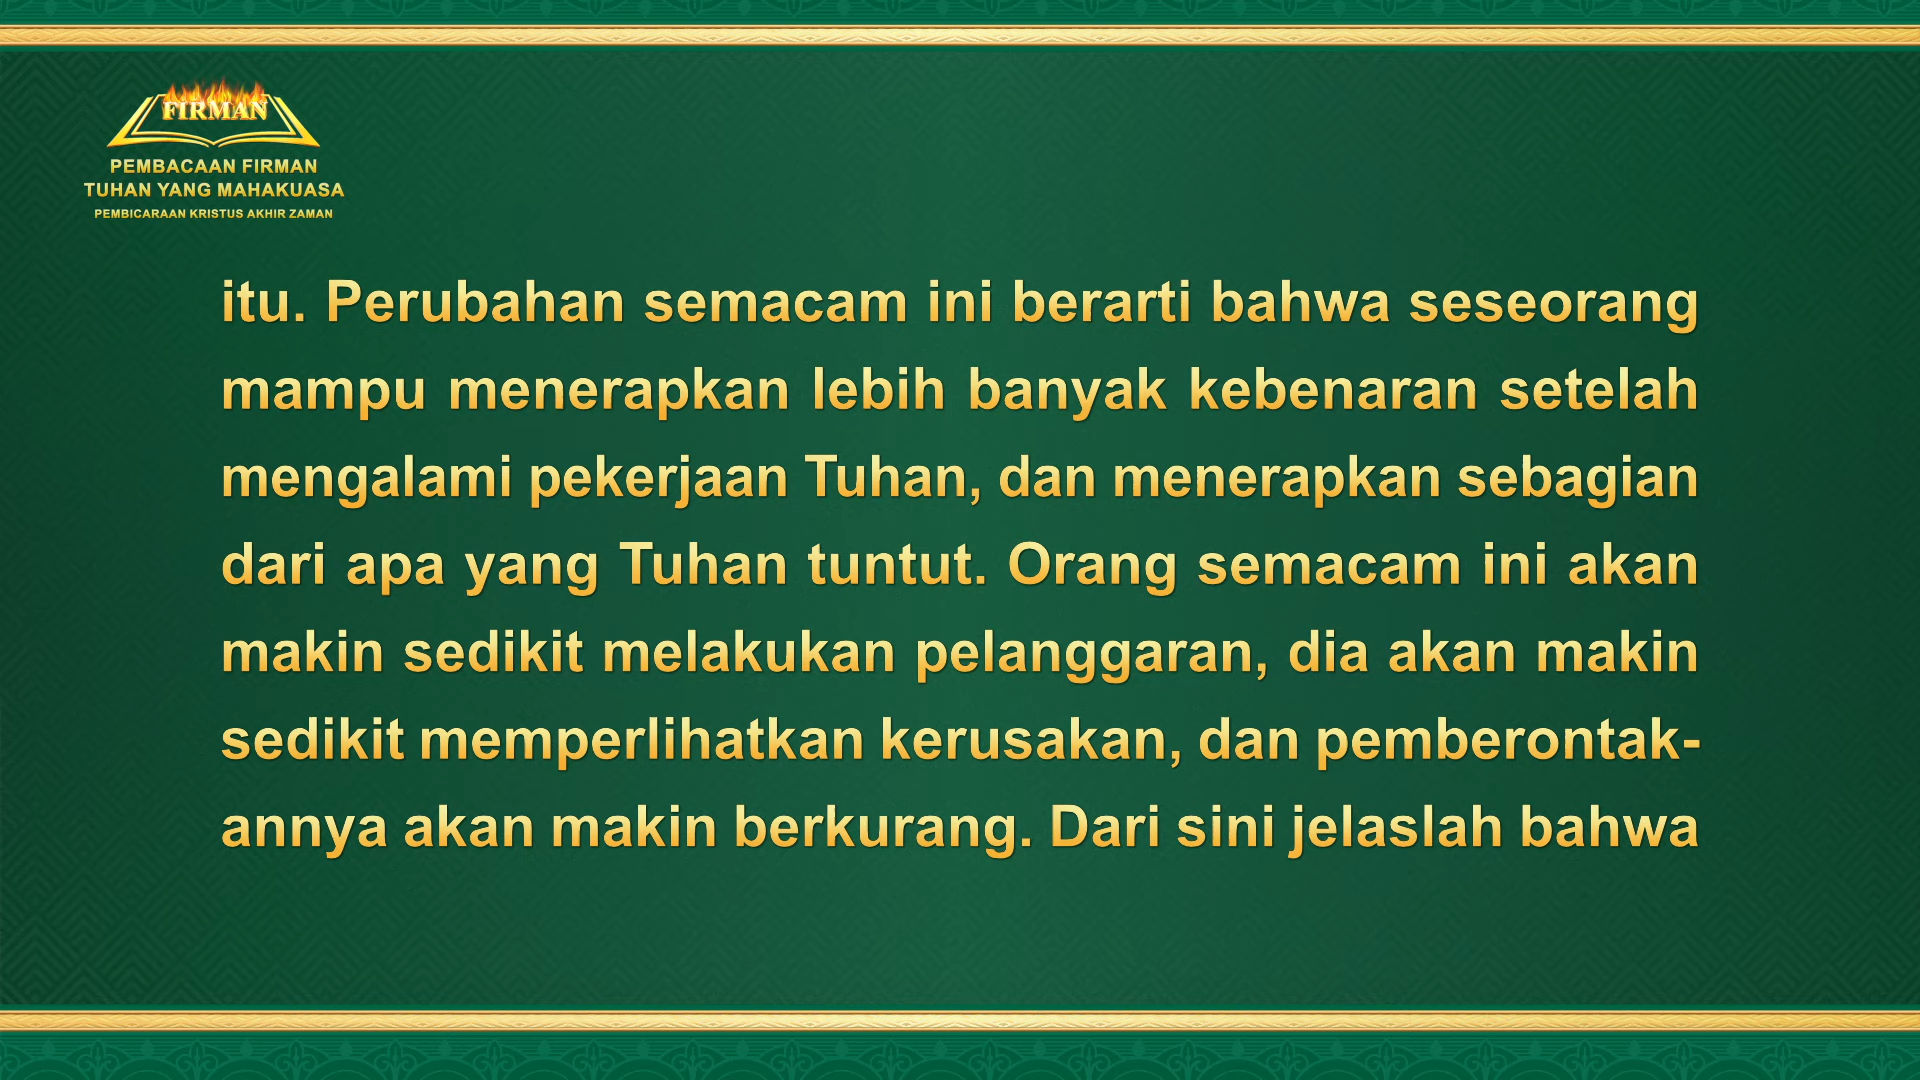 FIRMAN
PEMBACAAN FIRMAN
TUHAN YANG MAHAKUASA
PEMBICARAAN KRISTUS AKHIR ZAMAN
itu. Perubahan semacam ini berarti bahwa seseorang
mampu menerapkan lebih banyak kebenaran setelah
mengalami pekerjaan Tuhan, dan menerapkan sebagian
dari apa yang Tuhan tuntut. Orang semacam ini akan
makin sedikit melakukan pelanggaran, dia akan makin
sedikit memperlihatkan kerusakan, dan pemberontak-
annya akan makin berkurang. Dari sini jelaslah bahwa